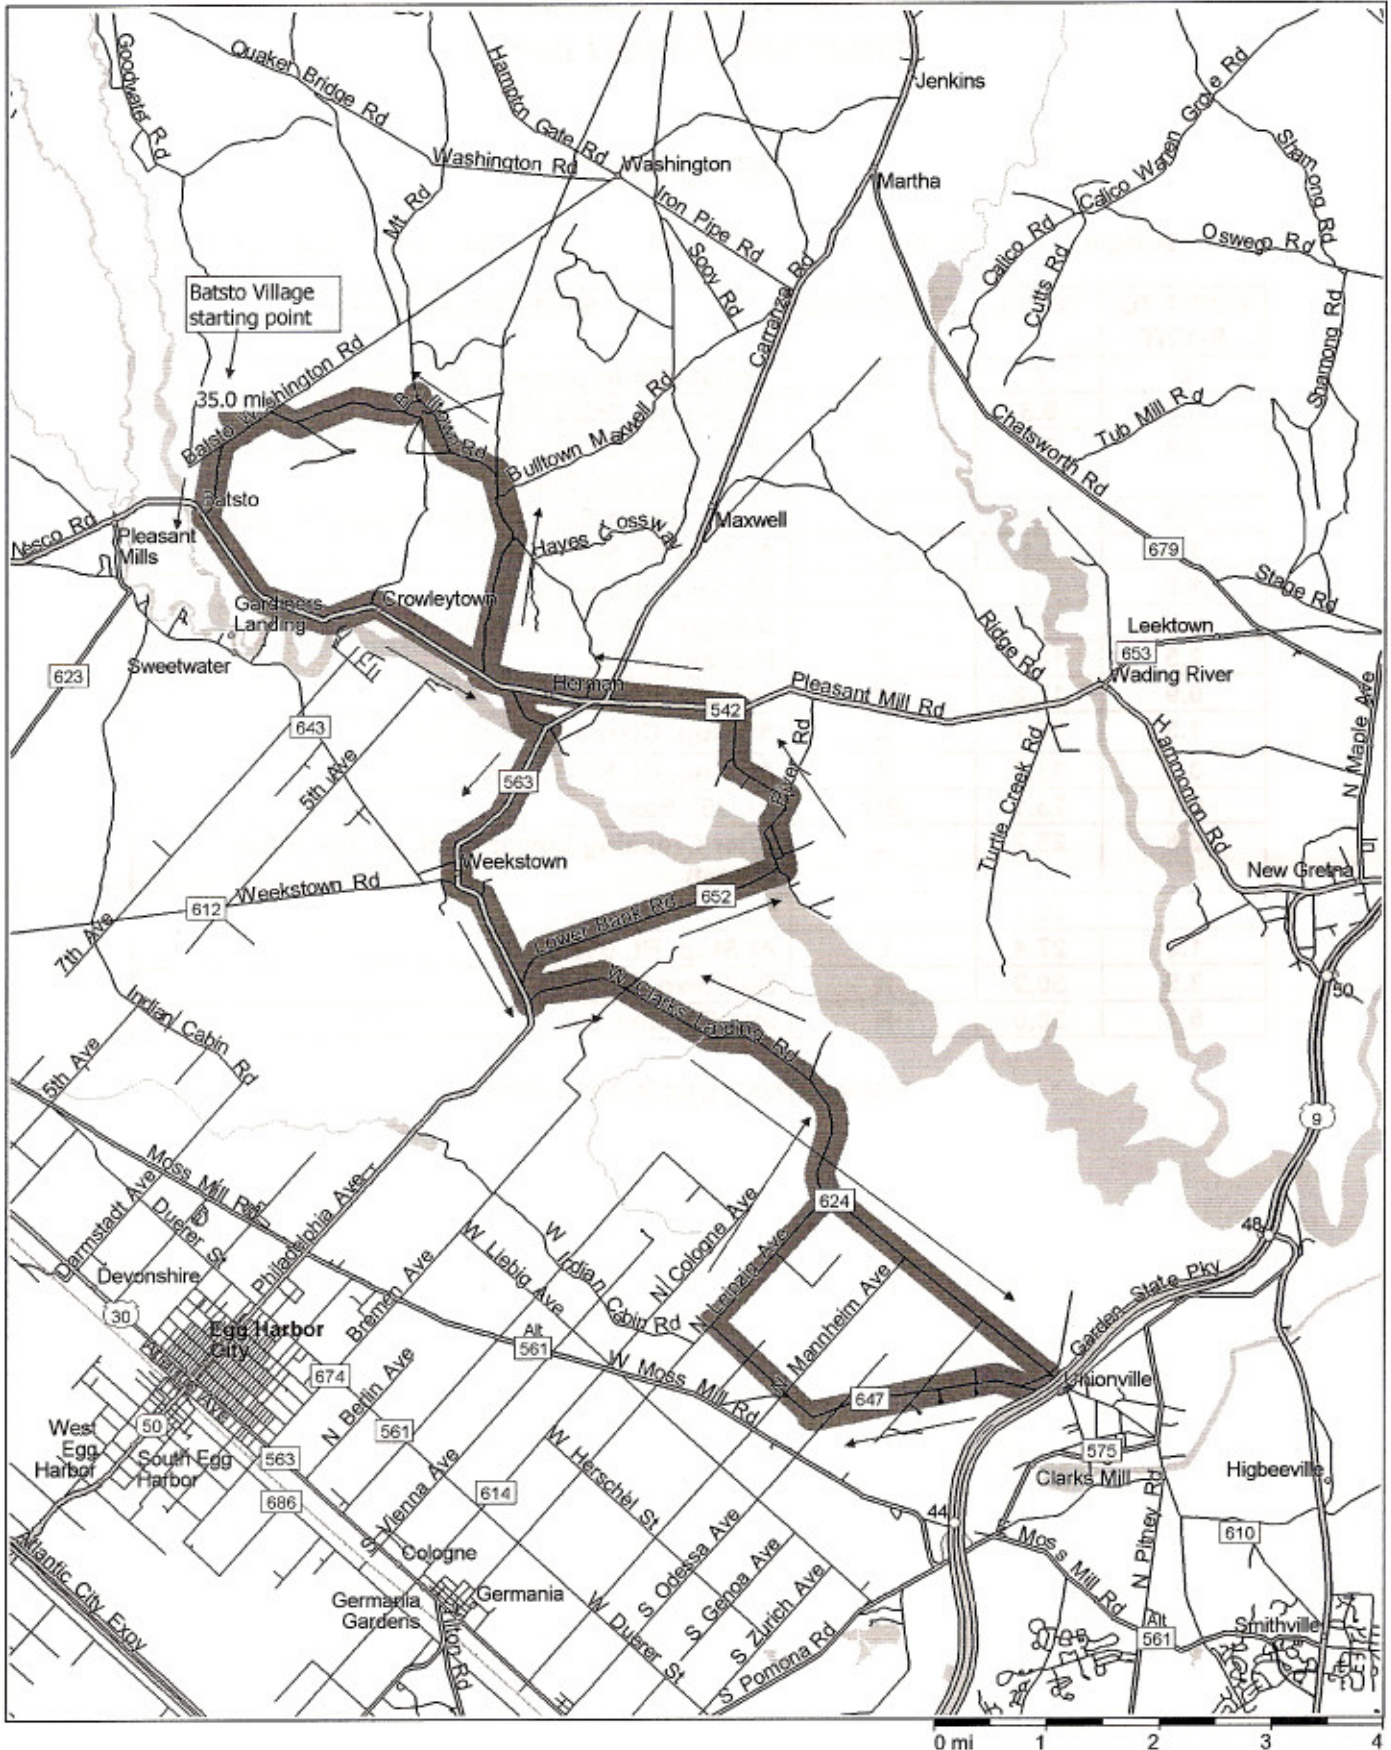 Goodwater Rd
Quaker Bridge Rd
Hampton Gate Rd
Jenkins
Washington Rd
Washington
Mt Rd
Iron Pipe Rd
Sooy Rd
Carranza Rd
Martha
Calico Warren Grove Rd
Calico Rd
Cutts Rd
Shamong Rd
Oswego Rd
Shamong Rd
Batsto Village
starting point
35.0 mi
Batsto Washington Rd
Bulltown Rd
Bulltown Maxwell Rd
Tub Mill Rd
Chatsworth Rd
Batsto
Nesco Rd
Pleasant
Mills
Maxwell
Hayes Cossway
679
Stage Rd
Gardiners
Landing
Crowleytown
Ridge Rd
Leektown
653
Wading River
Sweetwater
623
Herman
542
Pleasant Mill Rd
643
5th Ave
563
River Rd
Turtle Creek Rd
Hammonton Rd
N Maple Ave
Weekstown
Weekstown Rd
612
652
Lower Bank Rd
New Gretna
7th Ave
W Clarks Landing Rd
50
Indian Cabin Rd
5th Ave
9
Moss Mill Rd
Darmstadt Ave
Duerer St
Philadelphia Ave
624
48
W Liebig Ave
W Indian Cabin Rd
N Cologne Ave
N Leipzig Ave
N Mannheim Ave
Garden State Pky
Devonshire
30
Egg Harbor
City
Bremen Ave
Alt
561
674
W Moss Mill Rd
Unionville
647
N Berlin Ave
West
Egg
Harbor
50
South Egg
Harbor
563
561
575
Clarks Mill
Higbeeville
686
S Vienna Ave
614
W Herschel St
44
610
N Pitney Rd
Moss Mill Rd
Atlantic City Expy
Cologne
Germania
Germania
Gardens
S Odessa Ave
S Genoa Ave
S Zurich Ave
W Duerer St
S Pomona Rd
Alt
561
Smithville
0 mi 1 2 3 4